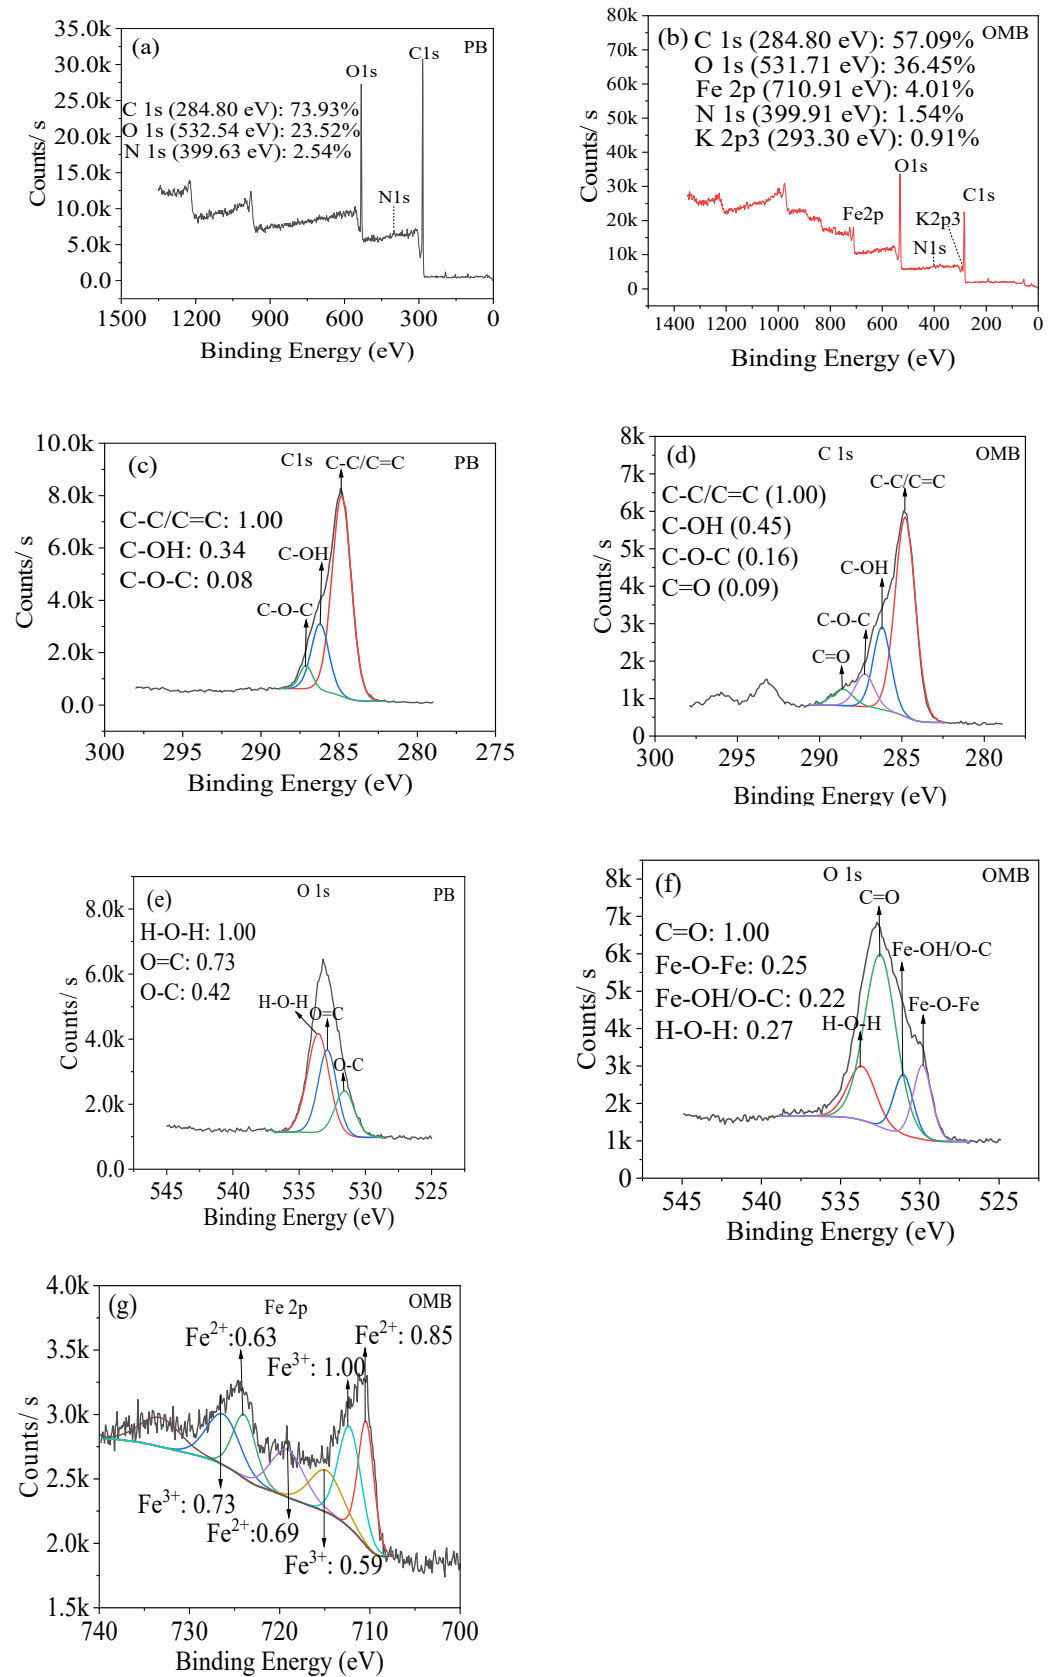 (a)
PB
C1s
O1s
C 1s (284.80 eV): 73.93%
O 1s (532.54 eV): 23.52%
N 1s (399.63 eV): 2.54%
N1s
35.0k
30.0k
25.0k
20.0k
15.0k
10.0k
5.0k
0.0
Counts/ s
1500 1200 900 600 300 0
Binding Energy (eV)
(b)
OMB
C 1s (284.80 eV): 57.09%
O 1s (531.71 eV): 36.45%
Fe 2p (710.91 eV): 4.01%
N 1s (399.91 eV): 1.54%
K 2p3 (293.30 eV): 0.91%
O1s
C1s
Fe2p
K2p3
N1s
80k
70k
60k
50k
40k
30k
20k
10k
0
Counts/ s
1400 1200 1000 800 600 400 200 0
Binding Energy (eV)
(c)
C1s
C-C/C=C
PB
C-C/C=C: 1.00
C-OH: 0.34
C-O-C: 0.08
C-OH
C-O-C
10.0k
8.0k
6.0k
4.0k
2.0k
0.0
Counts/ s
300 295 290 285 280 275
Binding Energy (eV)
(d)
C 1s
OMB
C-C/C=C
C-C/C=C (1.00)
C-OH (0.45)
C-O-C (0.16)
C=O (0.09)
C-OH
C-O-C
C=O
8k
7k
6k
5k
4k
3k
2k
1k
0
Counts/ s
300 295 290 285 280
Binding Energy (eV)
(e)
O 1s
PB
H-O-H: 1.00
O=C: 0.73
O-C: 0.42
H-O-H
O=C
O-C
8.0k
6.0k
4.0k
2.0k
0.0
Counts/ s
545 540 535 530 525
Binding Energy (eV)
(f)
O 1s
OMB
C=O
C=O: 1.00
Fe-O-Fe: 0.25
Fe-OH/O-C: 0.22
H-O-H: 0.27
Fe-OH/O-C
Fe-O-Fe
H-O-H
8k
7k
6k
5k
4k
3k
2k
1k
0
Counts/ s
545 540 535 530 525
Binding Energy (eV)
(g)
Fe 2p
OMB
Fe²⁺:0.63
Fe²⁺: 0.85
Fe³⁺: 1.00
Fe³⁺: 0.73
Fe²⁺:0.69
Fe³⁺: 0.59
4.0k
3.5k
3.0k
2.5k
2.0k
1.5k
Counts/ s
740 730 720 710 700
Binding Energy (eV)